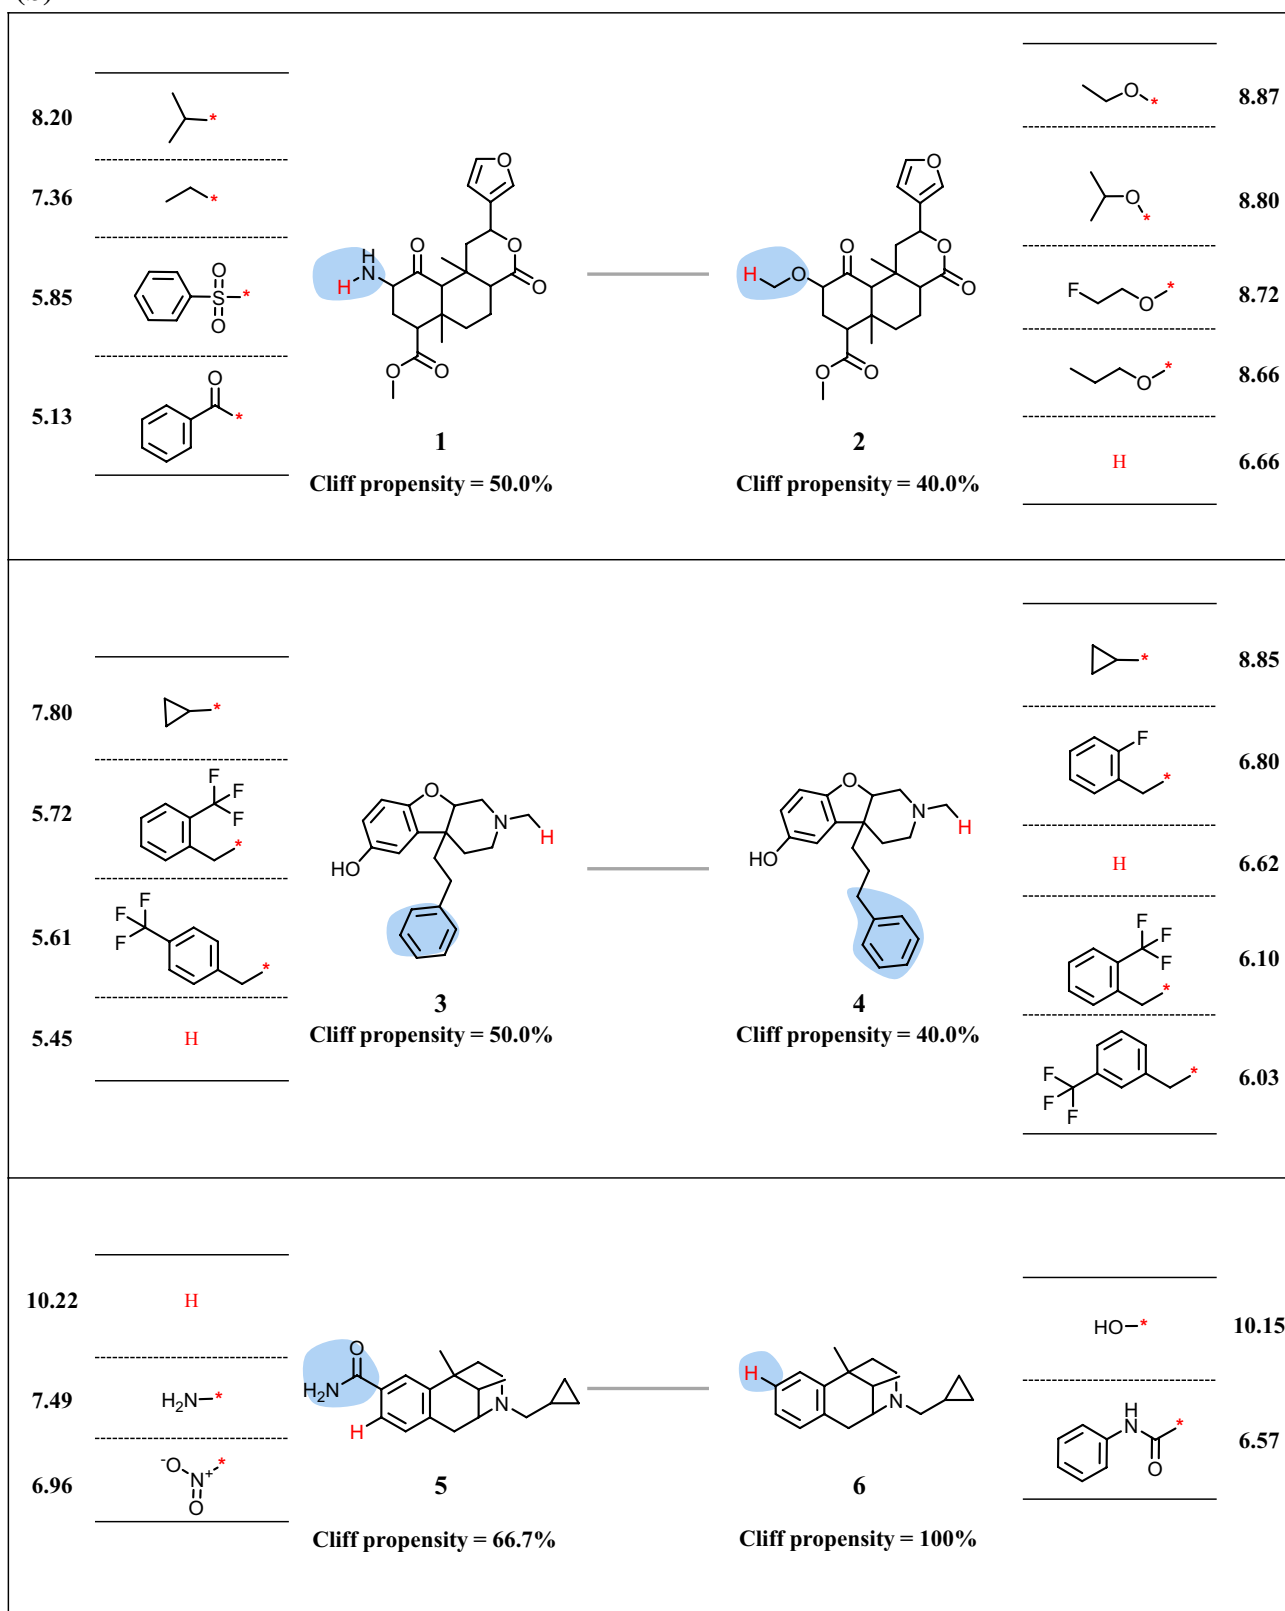 8.20
7.36
5.85
5.13
O
S
O
O
H
N
H
O
O
O
O
O
O
1
Cliff propensity = 50.0%
H
O
O
O
O
O
O
O
2
Cliff propensity = 40.0%
O
8.87
O
8.80
F
O
8.72
O
8.66
H
6.66
7.80
5.72
F
F
F
5.61
F
F
F
5.45
H
O
N
H
HO
3
Cliff propensity = 50.0%
O
N
H
HO
4
Cliff propensity = 40.0%
8.85
F
6.80
H
6.62
F
F
F
6.10
F
F
F
6.03
10.22
H
7.49
H2N
6.96
-O
N+
O
O
H2N
H
N
5
Cliff propensity = 66.7%
H
N
6
Cliff propensity = 100%
HO
10.15
H
N
O
6.57